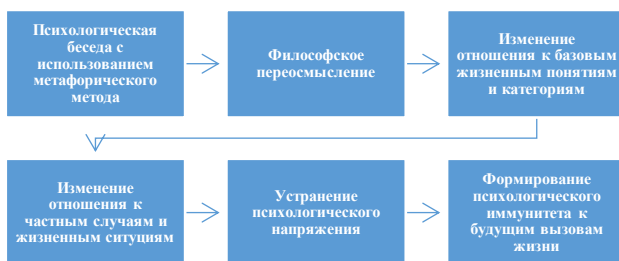 Психологическая
беседа с
использованием
метафорического
метода
Философское
переосмысление
Изменение
отношения к базовым
жизненным понятиям
и категориям
Изменение
отношения к
частным случаям и
жизненным ситуциям
Устранение
психологического
напряжения
Формирование
психологического
иммунитета к
будущим вызовам
жизни